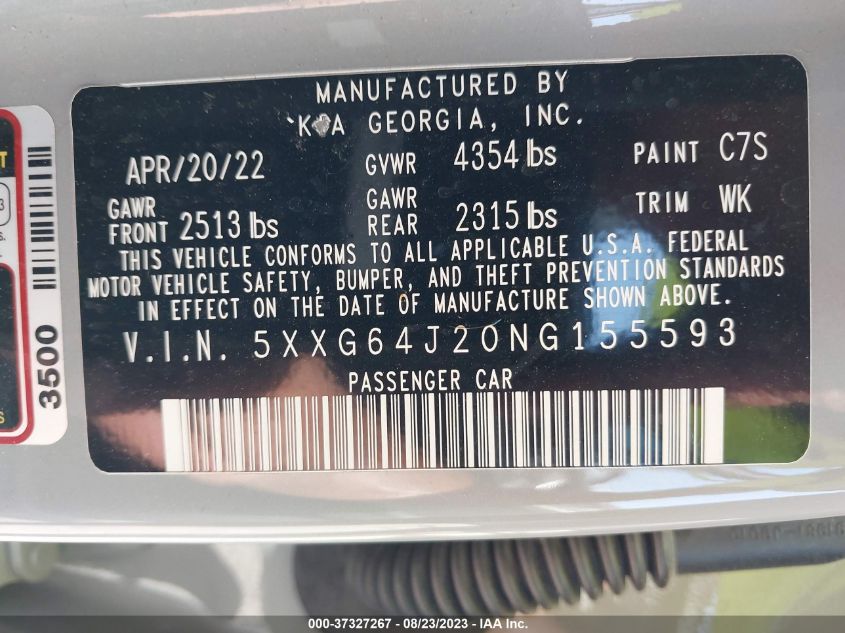 MANUFACTURED BY
KIA GEORGIA, INC.
APR/20/22 GVWR 4354 lbs PAINT C7S
GAWR FRONT 2513 lbs GAWR REAR 2315 lbs TRIM WK
THIS VEHICLE CONFORMS TO ALL APPLICABLE U.S.A. FEDERAL
MOTOR VEHICLE SAFETY, BUMPER, AND THEFT PREVENTION STANDARDS
IN EFFECT ON THE DATE OF MANUFACTURE SHOWN ABOVE.
V.I.N. 5XXG64J20NG155593
PASSENGER CAR
3500
000-37327267 - 08/23/2023 - IAA Inc.